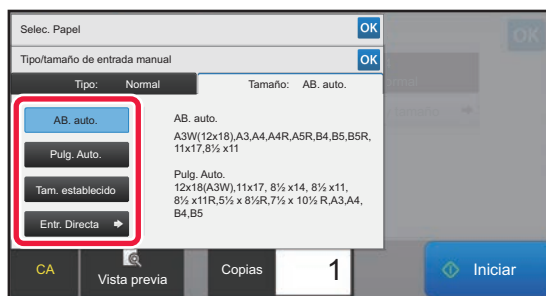 Selec. Papel
OK
OK
Tipo/tamaño de entrada manual
OK
Tipo: Normal
Tamaño: AB. auto.
AB. auto.
Pulg. Auto.
Tam. establecido
Entr. Directa
AB. auto.
A3W(12x18),A3,A4,A4R,A5R,B4,B5,B5R,
11x17,8½ x11
Pulg. Auto.
12x18(A3W),11x17, 8½ x14, 8½ x11,
8½ x11R,5½ x 8½R,7½ x 10½ R,A3,A4,
B4,B5
CA
Vista previa
Copias
1
Iniciar